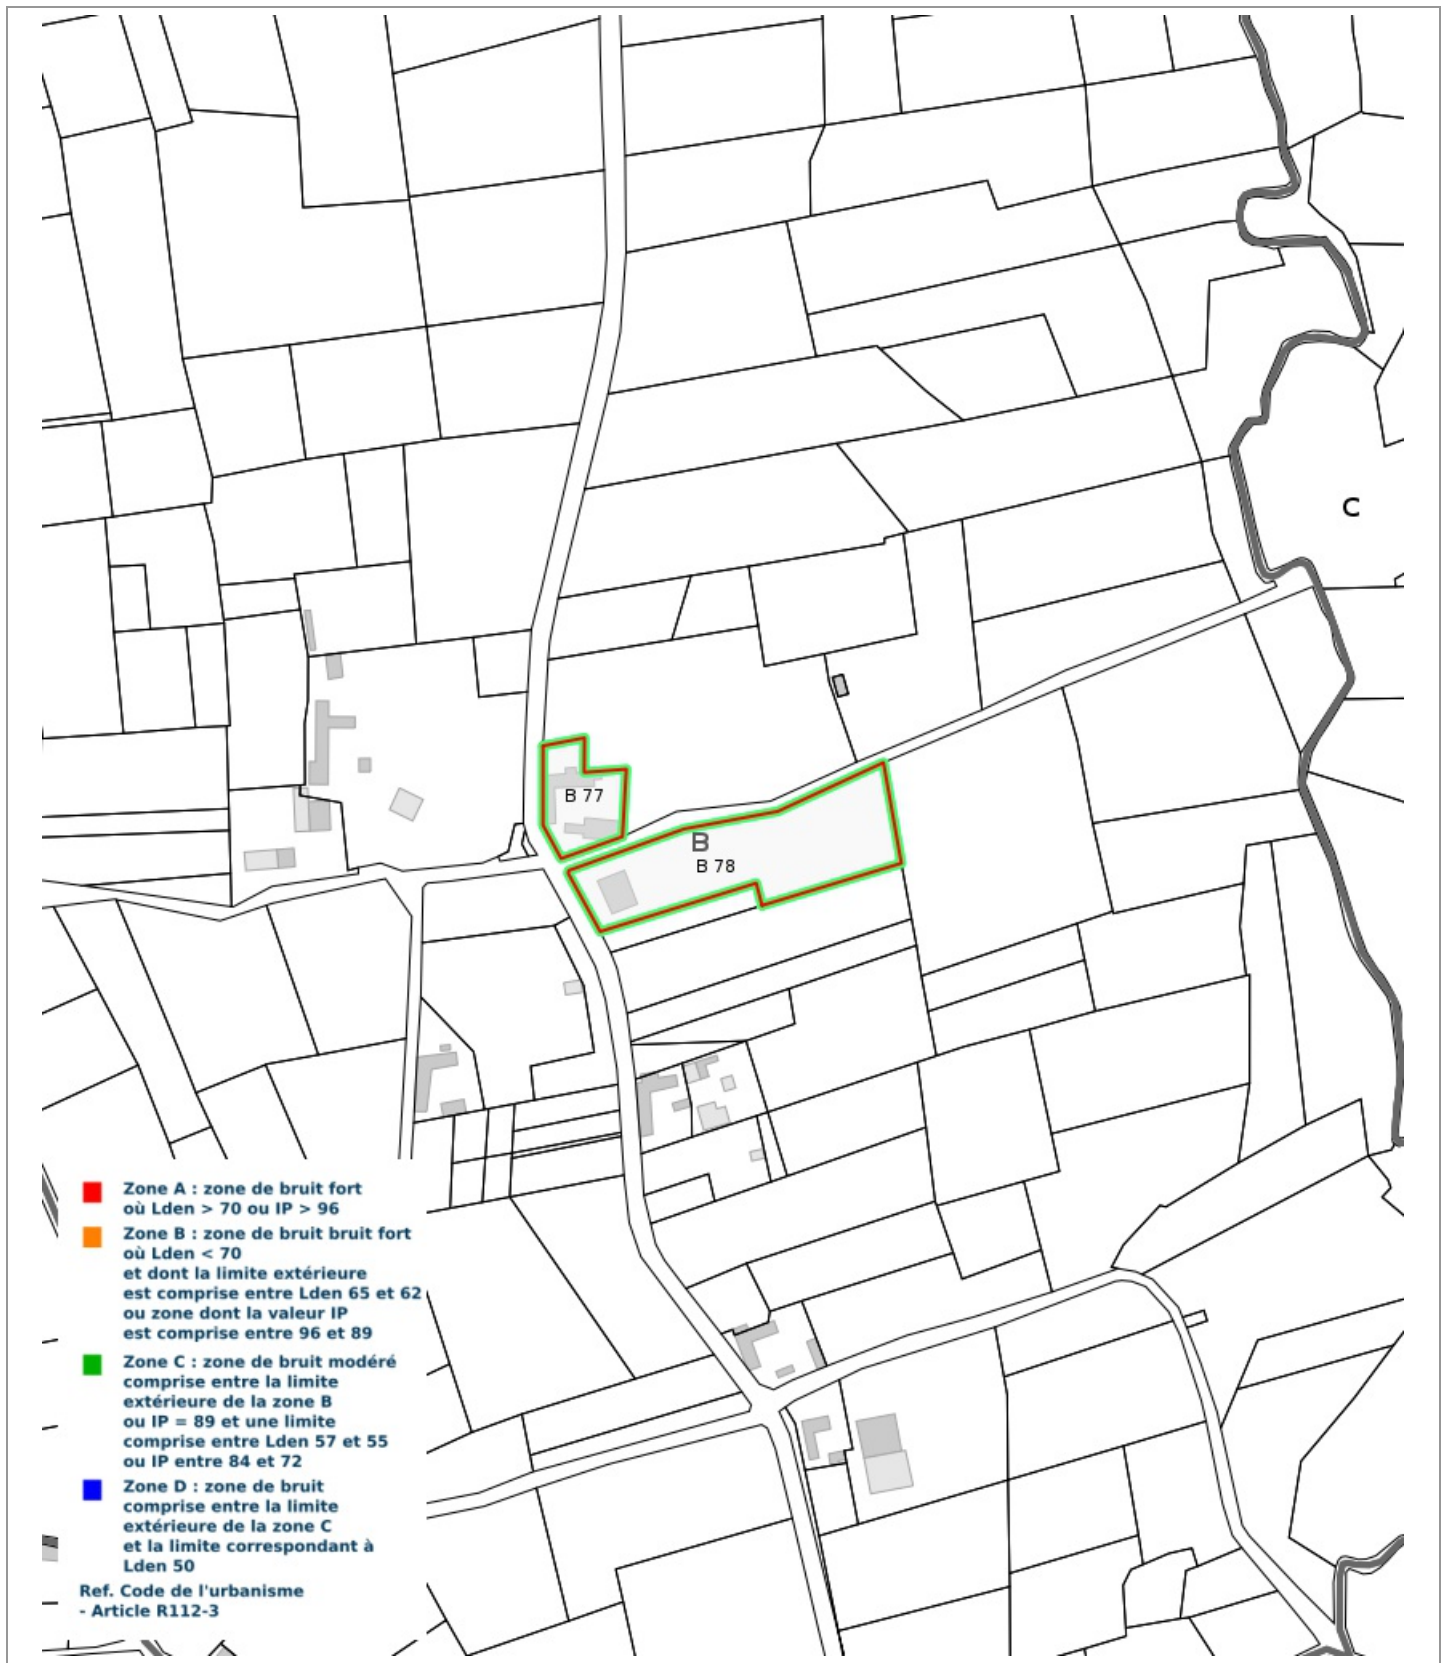 C
B 77
B
B 78
Zone A : zone de bruit fort
où Lden > 70 ou IP > 96
Zone B : zone de bruit bruit fort
où Lden < 70
et dont la limite extérieure
est comprise entre Lden 65 et 62
ou zone dont la valeur IP
est comprise entre 96 et 89
Zone C : zone de bruit modéré
comprise entre la limite
extérieure de la zone B
ou IP = 89 et une limite
comprise entre Lden 57 et 55
ou IP entre 84 et 72
Zone D : zone de bruit
comprise entre la limite
extérieure de la zone C
et la limite correspondant à
Lden 50
Ref. Code de l'urbanisme
- Article R112-3